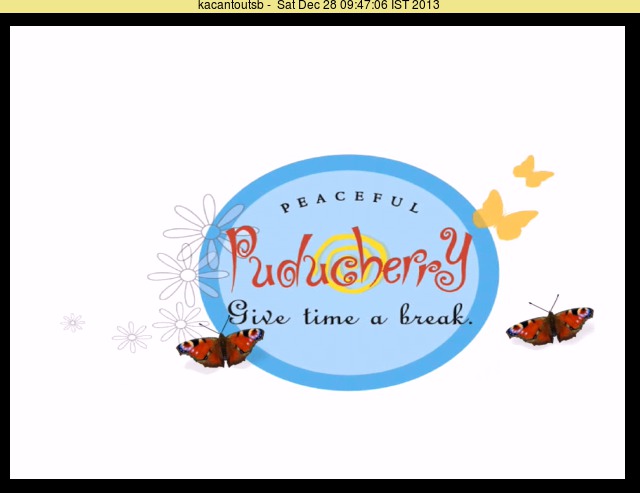 kacantoutsb - Sat Dec 28 09:47:06 IST 2013
PEACEFUL
PuducherrY
Give time a break.